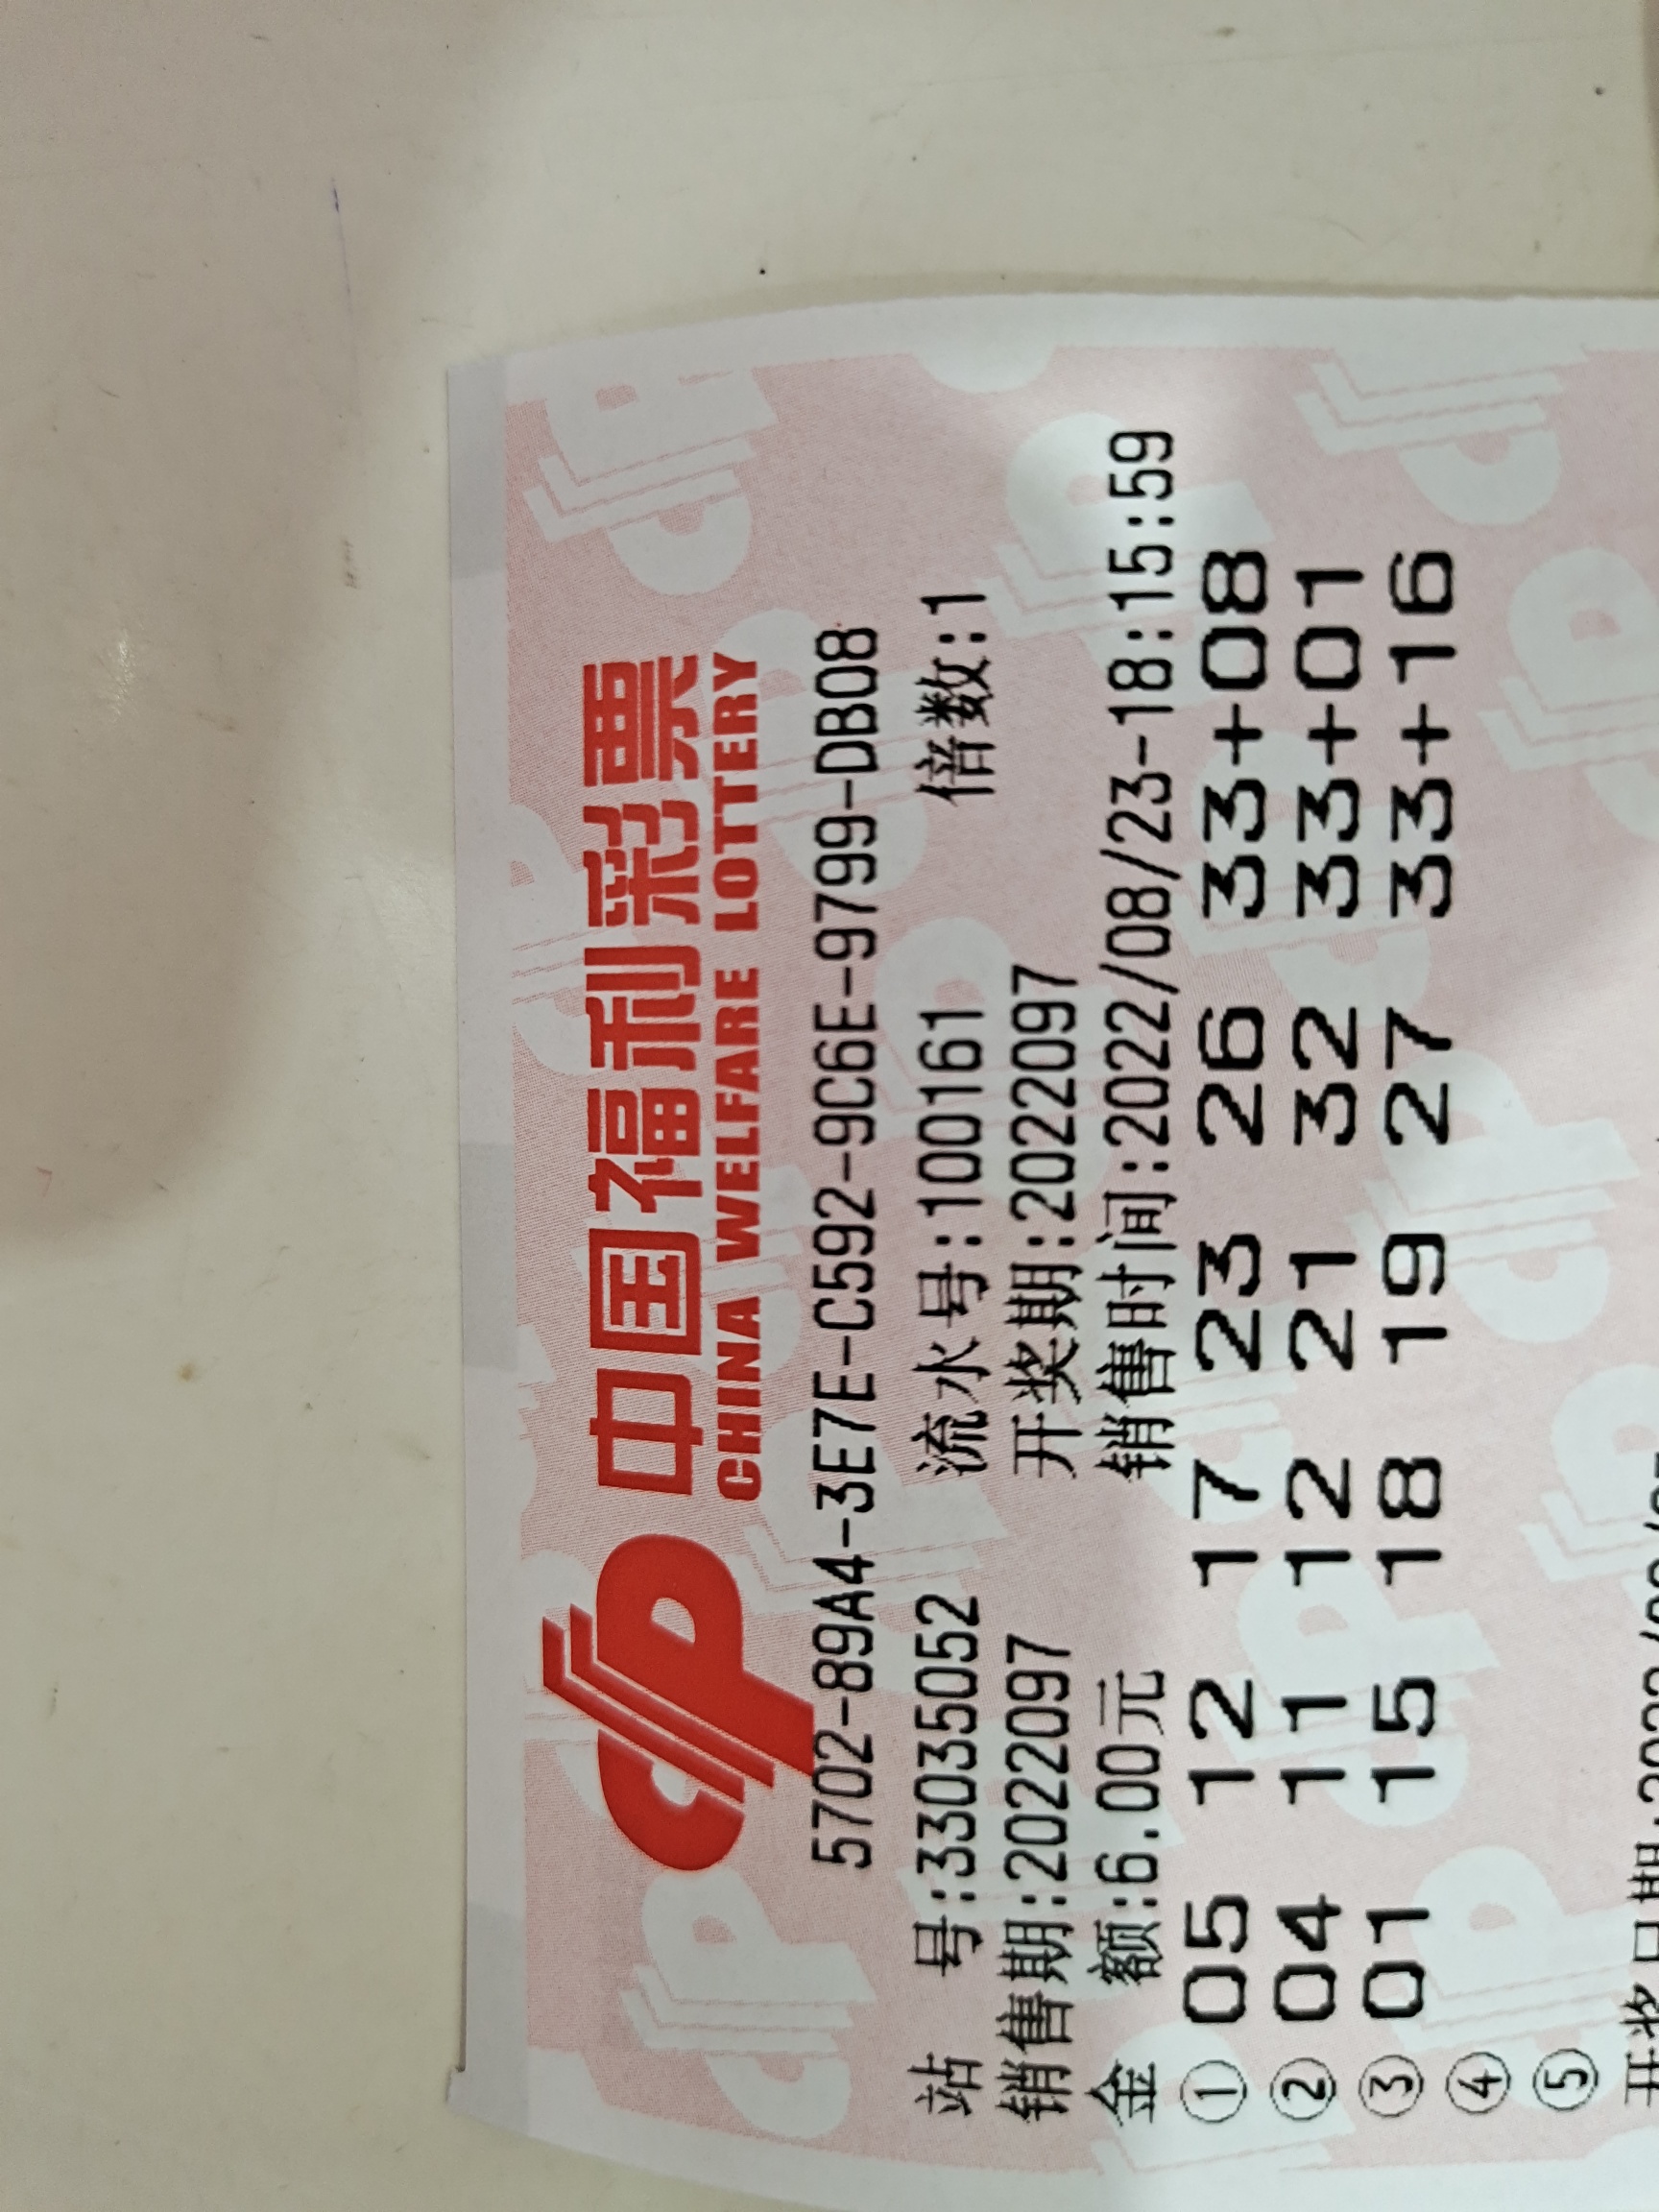 中国福利彩票
CHINA WELFARE LOTTERY
5702-89A4-3E7E-C592-9C6E-9799-DB08
站 号:33035052 流水号:100161 倍数:1
销售期:2022097 开奖期:2022097
金 额:6.00元 销售时间:2022/08/23-18:15:59
① 05 12 17 23 26 33+08
② 04 11 12 21 32 33+01
③ 01 15 18 19 27 33+16
④
⑤